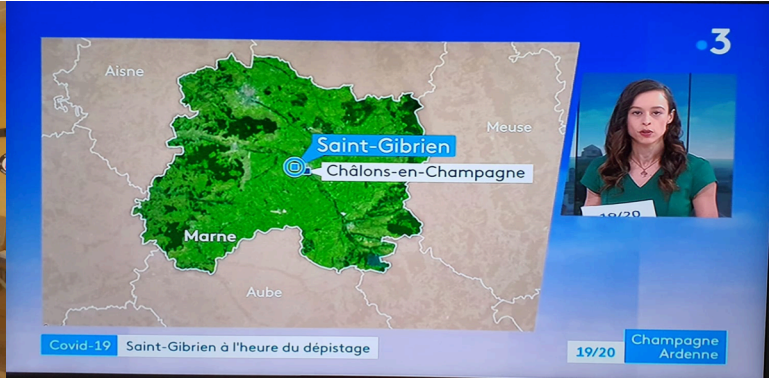 3
Aisne
Meuse
Saint-Gibrien
Châlons-en-Champagne
Marne
Aube
19/20
Covid-19
Saint-Gibrien à l'heure du dépistage
19/20
Champagne
Ardenne